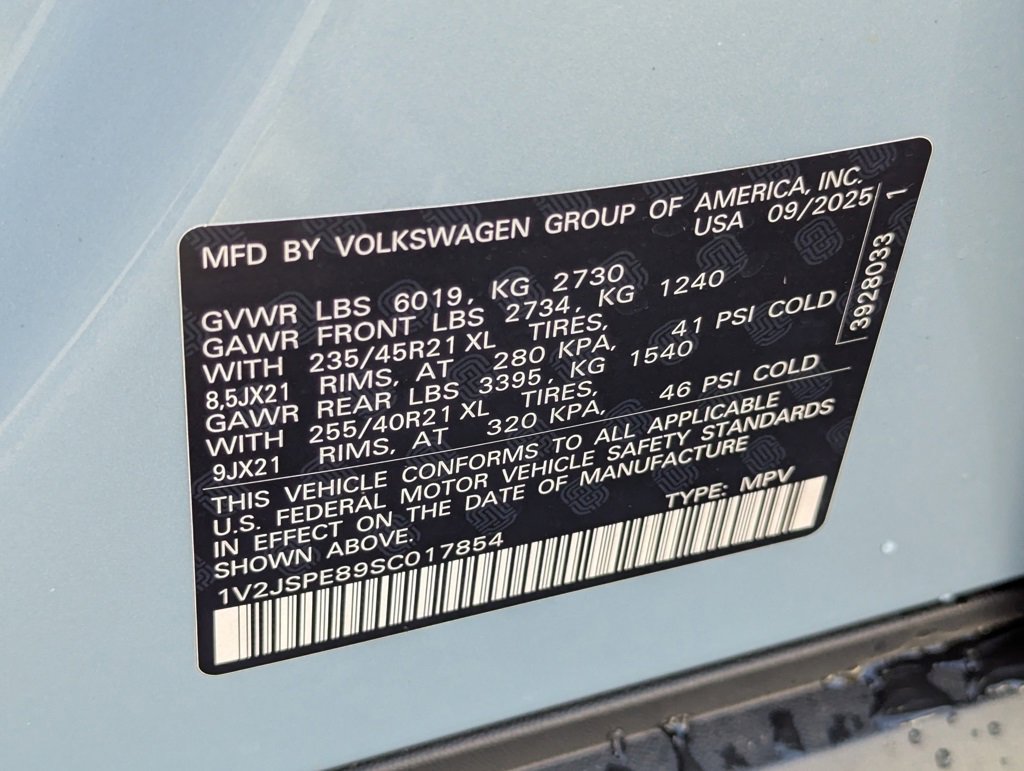 MFD BY VOLKSWAGEN GROUP OF AMERICA, INC.
USA 09/2025
GVWR LBS 6019, KG 2730
GAWR FRONT LBS 2734, KG 1240
WITH 235/45R21 XL TIRES,
8,5JX21 RIMS, AT 280 KPA, 41 PSI COLD
GAWR REAR LBS 3395, KG 1540
WITH 255/40R21 XL TIRES,
9JX21 RIMS, AT 320 KPA, 46 PSI COLD
THIS VEHICLE CONFORMS TO ALL APPLICABLE
U.S. FEDERAL MOTOR VEHICLE SAFETY STANDARDS
IN EFFECT ON THE DATE OF MANUFACTURE
SHOWN ABOVE.
TYPE: MPV
1V2JSPE89SC017854
3928033 1